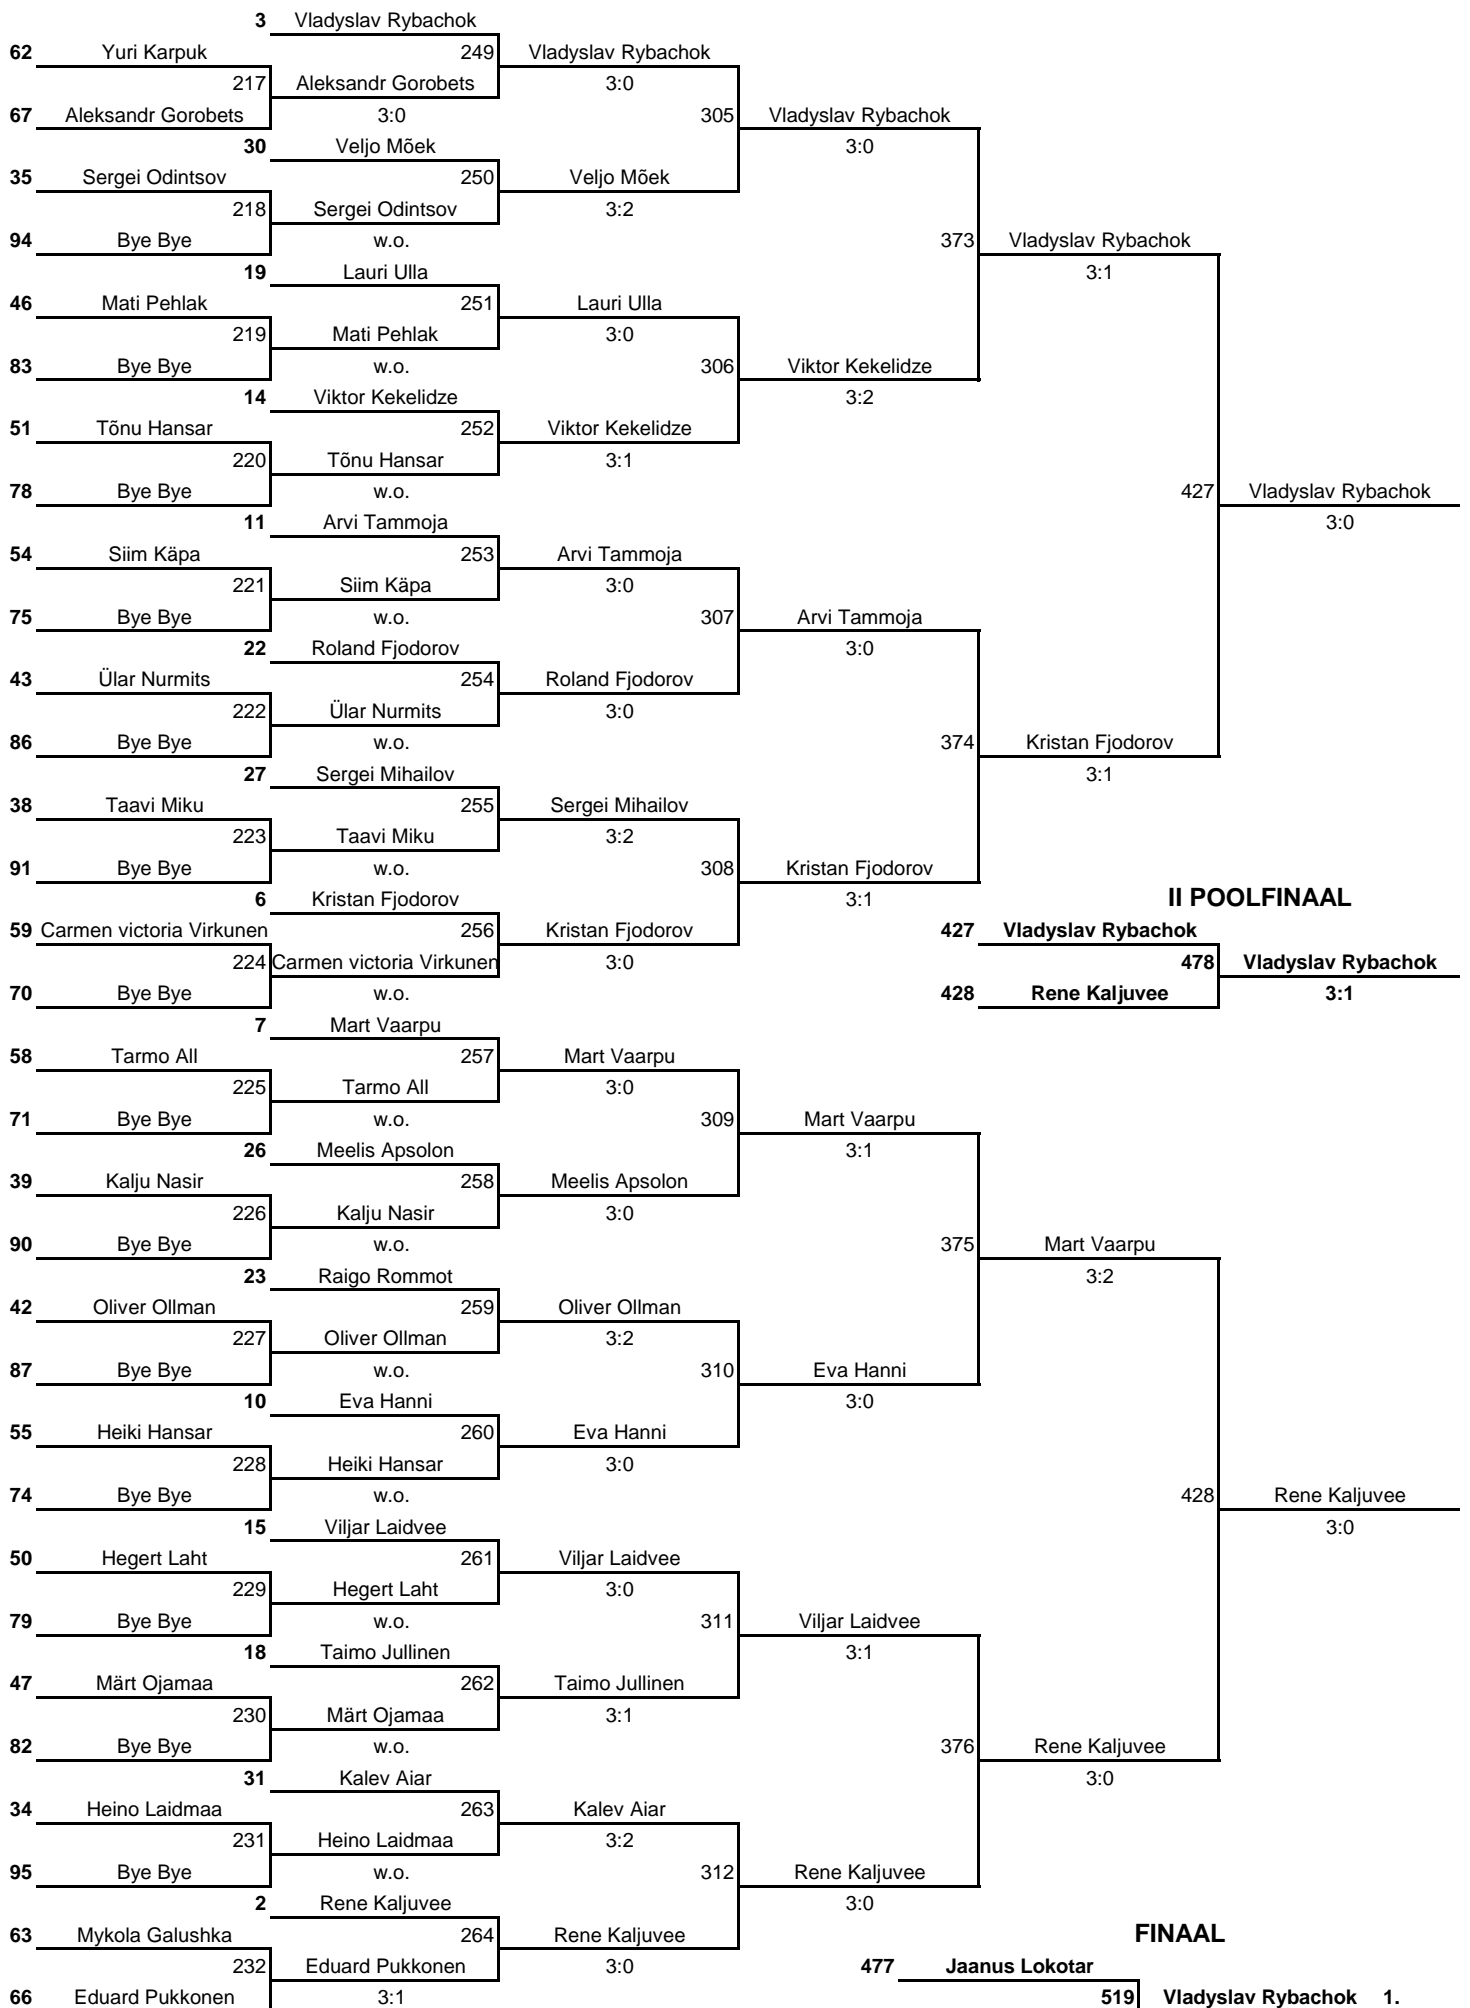 3 Vladyslav Rybachok
62 Yuri Karpuk 249 Vladyslav Rybachok
217 Aleksandr Gorobets 3:0
67 Aleksandr Gorobets 3:0 305 Vladyslav Rybachok
30 Veljo Mõek 3:0
35 Sergei Odintsov 250 Veljo Mõek
218 Sergei Odintsov 3:2
94 Bye Bye w.o. 373 Vladyslav Rybachok
19 Lauri Ulla 3:1
46 Mati Pehlak 251 Lauri Ulla
219 Mati Pehlak 3:0
83 Bye Bye w.o. 306 Viktor Kekelidze
14 Viktor Kekelidze 3:2
51 Tõnu Hansar 252 Viktor Kekelidze
220 Tõnu Hansar 3:1
78 Bye Bye w.o. 427 Vladyslav Rybachok
11 Arvi Tammoja 3:0
54 Siim Käpa 253 Arvi Tammoja
221 Siim Käpa 3:0
75 Bye Bye w.o. 307 Arvi Tammoja
22 Roland Fjodorov 3:0
43 Ülar Nurmits 254 Roland Fjodorov
222 Ülar Nurmits 3:0
86 Bye Bye w.o. 374 Kristan Fjodorov
27 Sergei Mihailov 3:1
38 Taavi Miku 255 Sergei Mihailov
223 Taavi Miku 3:2
91 Bye Bye w.o. 308 Kristan Fjodorov
6 Kristan Fjodorov 3:1 II POOLFINAAL
59 Carmen victoria Virkunen 256 Kristan Fjodorov 427 Vladyslav Rybachok
224 Carmen victoria Virkunen 3:0 478 Vladyslav Rybachok
70 Bye Bye w.o. 428 Rene Kaljuvee 3:1
7 Mart Vaarpu
58 Tarmo All 257 Mart Vaarpu
225 Tarmo All 3:0
71 Bye Bye w.o. 309 Mart Vaarpu
26 Meelis Apsolon 3:1
39 Kalju Nasir 258 Meelis Apsolon
226 Kalju Nasir 3:0
90 Bye Bye w.o. 375 Mart Vaarpu
23 Raigo Rommot 3:2
42 Oliver Ollman 259 Oliver Ollman
227 Oliver Ollman 3:2
87 Bye Bye w.o. 310 Eva Hanni
10 Eva Hanni 3:0
55 Heiki Hansar 260 Eva Hanni
228 Heiki Hansar 3:0
74 Bye Bye w.o. 428 Rene Kaljuvee
15 Viljar Laidvee 3:0
50 Hegert Laht 261 Viljar Laidvee
229 Hegert Laht 3:0
79 Bye Bye w.o. 311 Viljar Laidvee
18 Taimo Jullinen 3:1
47 Märt Ojamaa 262 Taimo Jullinen
230 Märt Ojamaa 3:1
82 Bye Bye w.o. 376 Rene Kaljuvee
31 Kalev Aiar 3:0
34 Heino Laidmaa 263 Kalev Aiar
231 Heino Laidmaa 3:2
95 Bye Bye w.o. 312 Rene Kaljuvee
2 Rene Kaljuvee 3:0
63 Mykola Galushka 264 Rene Kaljuvee FINAAL
232 Eduard Pukkonen 3:0 477 Jaanus Lokotar
66 Eduard Pukkonen 3:1 519 Vladyslav Rybachok 1.